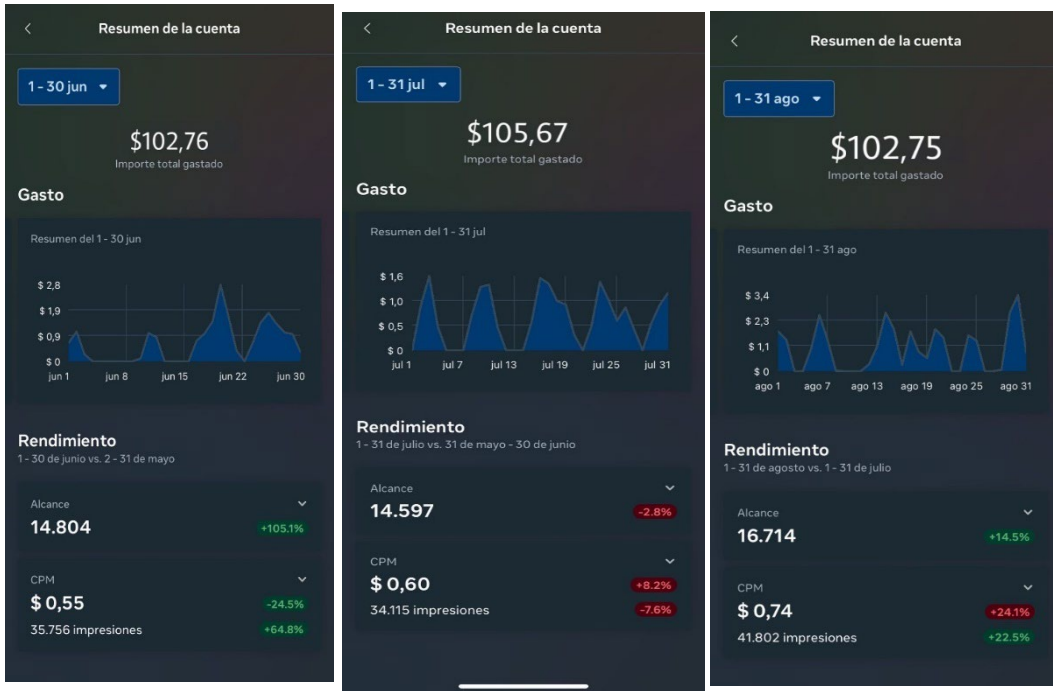 Resumen de la cuenta
1 - 30 jun
$102,76
Importe total gastado
Gasto
Resumen del 1 - 30 jun
$ 2,8
$ 1,9
$ 0,9
$ 0
jun 1 jun 8 jun 15 jun 22 jun 30
Rendimiento
1 - 30 de junio vs. 2 - 31 de mayo
Alcance
14.804 +105.1%
CPM
$ 0,55 -24.5%
35.756 impresiones +64.8%
Resumen de la cuenta
1 - 31 jul
$105,67
Importe total gastado
Gasto
Resumen del 1 - 31 jul
$ 1,6
$ 1,0
$ 0,5
$ 0
jul 1 jul 7 jul 13 jul 19 jul 25 jul 31
Rendimiento
1 - 31 de julio vs. 31 de mayo - 30 de junio
Alcance
14.597 -2.8%
CPM
$ 0,60 +8.2%
34.115 impresiones -7.6%
Resumen de la cuenta
1 - 31 ago
$102,75
Importe total gastado
Gasto
Resumen del 1 - 31 ago
$ 3,4
$ 2,3
$ 1,1
$ 0
ago 1 ago 7 ago 13 ago 19 ago 25 ago 31
Rendimiento
1 - 31 de agosto vs. 1 - 31 de julio
Alcance
16.714 +14.5%
CPM
$ 0,74 +24.1%
41.802 impresiones +22.5%